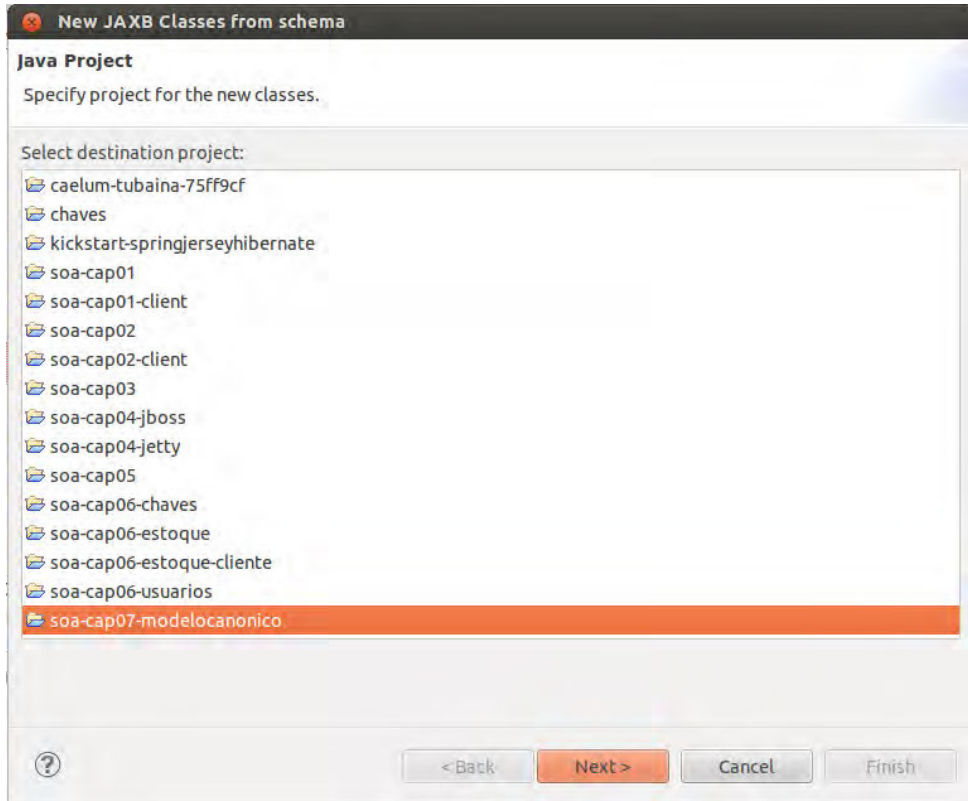 New JAXB Classes from schema
Java Project
Specify project for the new classes.
Select destination project:
caelum-tubaina-75ff9cf
chaves
kickstart-springjerseyhibernate
soa-cap01
soa-cap01-client
soa-cap02
soa-cap02-client
soa-cap03
soa-cap04-jboss
soa-cap04-jetty
soa-cap05
soa-cap06-chaves
soa-cap06-estoque
soa-cap06-estoque-cliente
soa-cap06-usuarios
soa-cap07-modelocanonico
? < Back Next > Cancel Finish